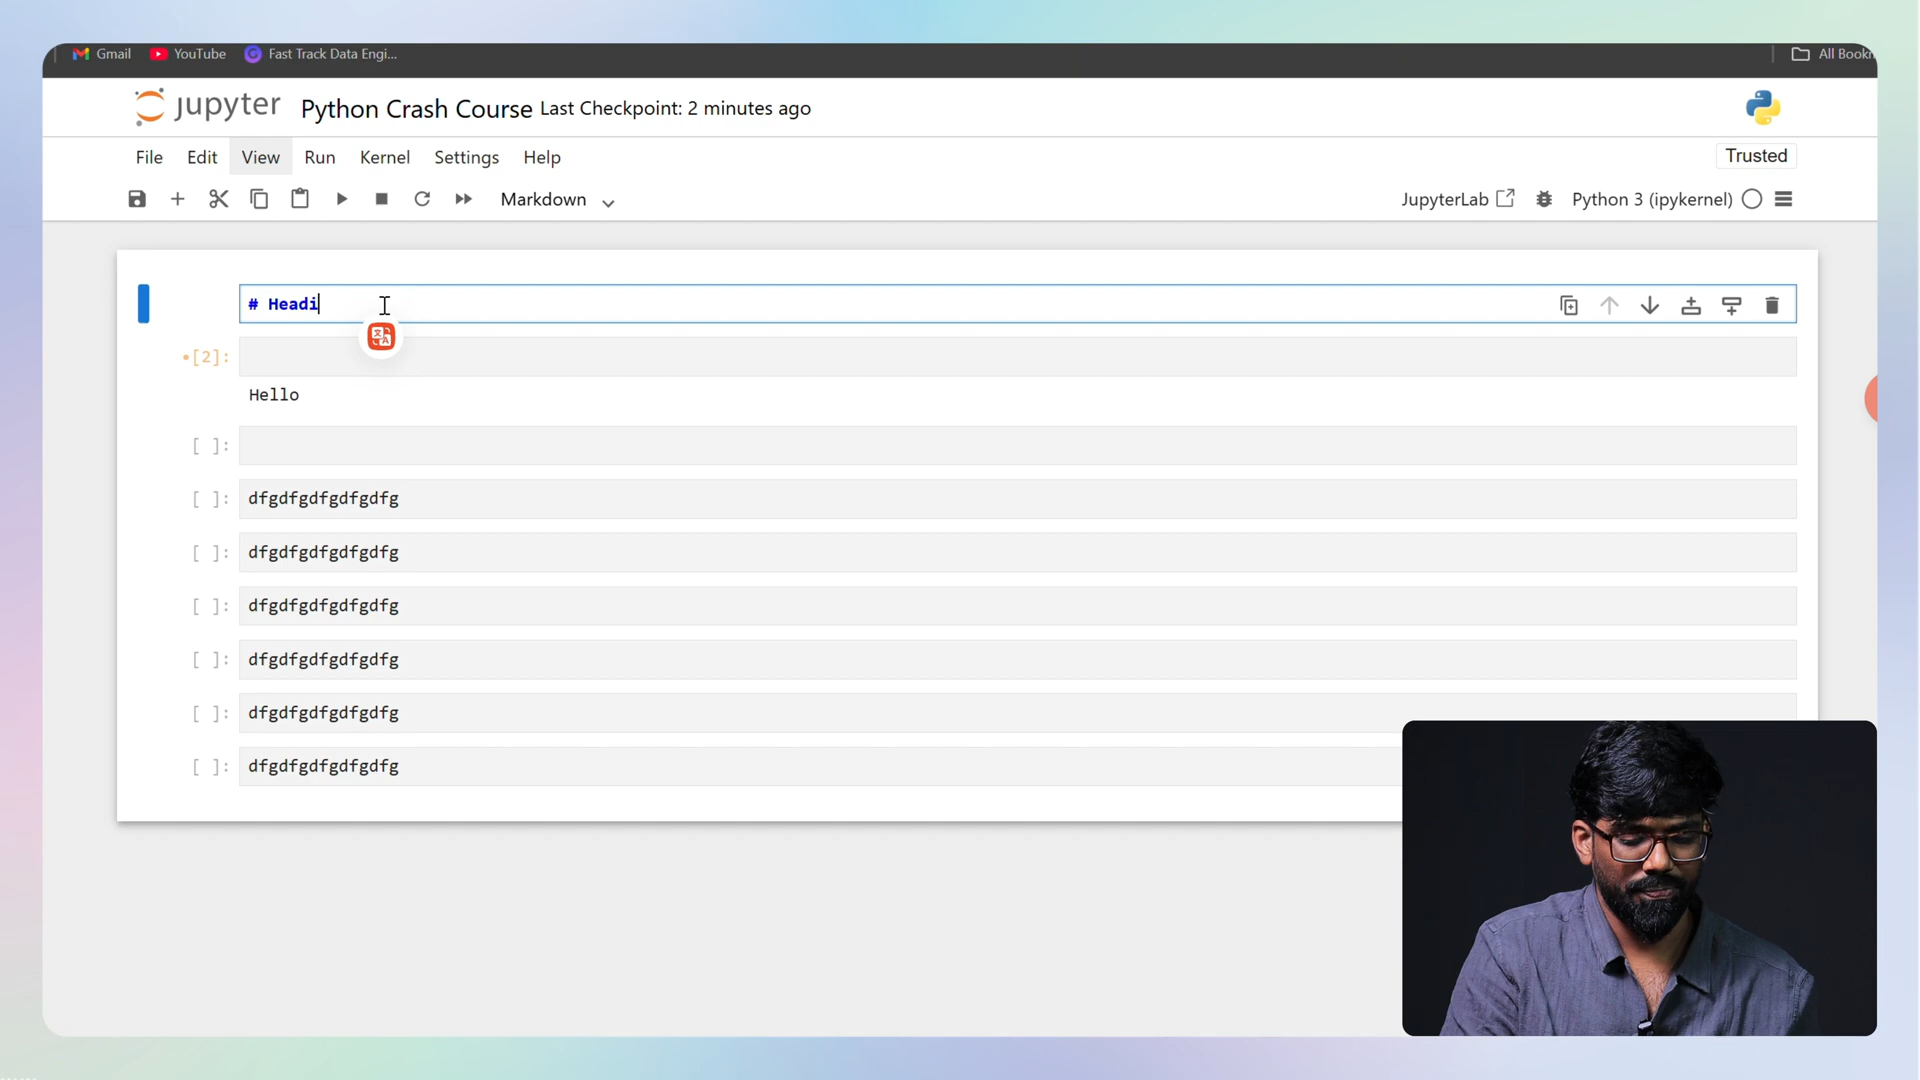 Gmail YouTube Fast Track Data Engi... All Bookn
jupyter Python Crash Course Last Checkpoint: 2 minutes ago
File Edit View Run Kernel Settings Help Trusted
Markdown JupyterLab Python 3 (ipykernel)
# Headi
•[2]:
Hello
[ ]:
[ ]: dfgdfgdfgdfgdfg
[ ]: dfgdfgdfgdfgdfg
[ ]: dfgdfgdfgdfgdfg
[ ]: dfgdfgdfgdfgdfg
[ ]: dfgdfgdfgdfgdfg
[ ]: dfgdfgdfgdfgdfg